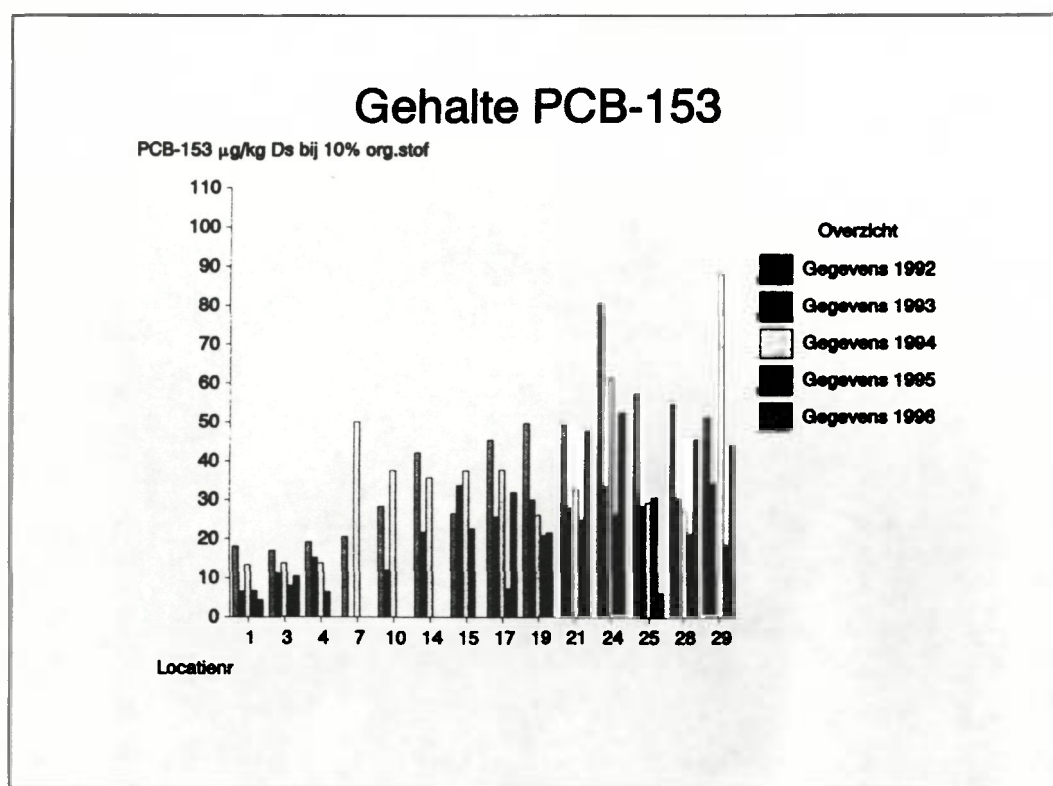 Gehalte PCB-153
PCB-153 µg/kg Ds bij 10% org.stof
110
100
90
80
70
60
50
40
30
20
10
0
1 3 4 7 10 14 15 17 19 21 24 25 28 29
Locatienr
Overzicht
Gegevens 1992
Gegevens 1993
Gegevens 1994
Gegevens 1995
Gegevens 1996